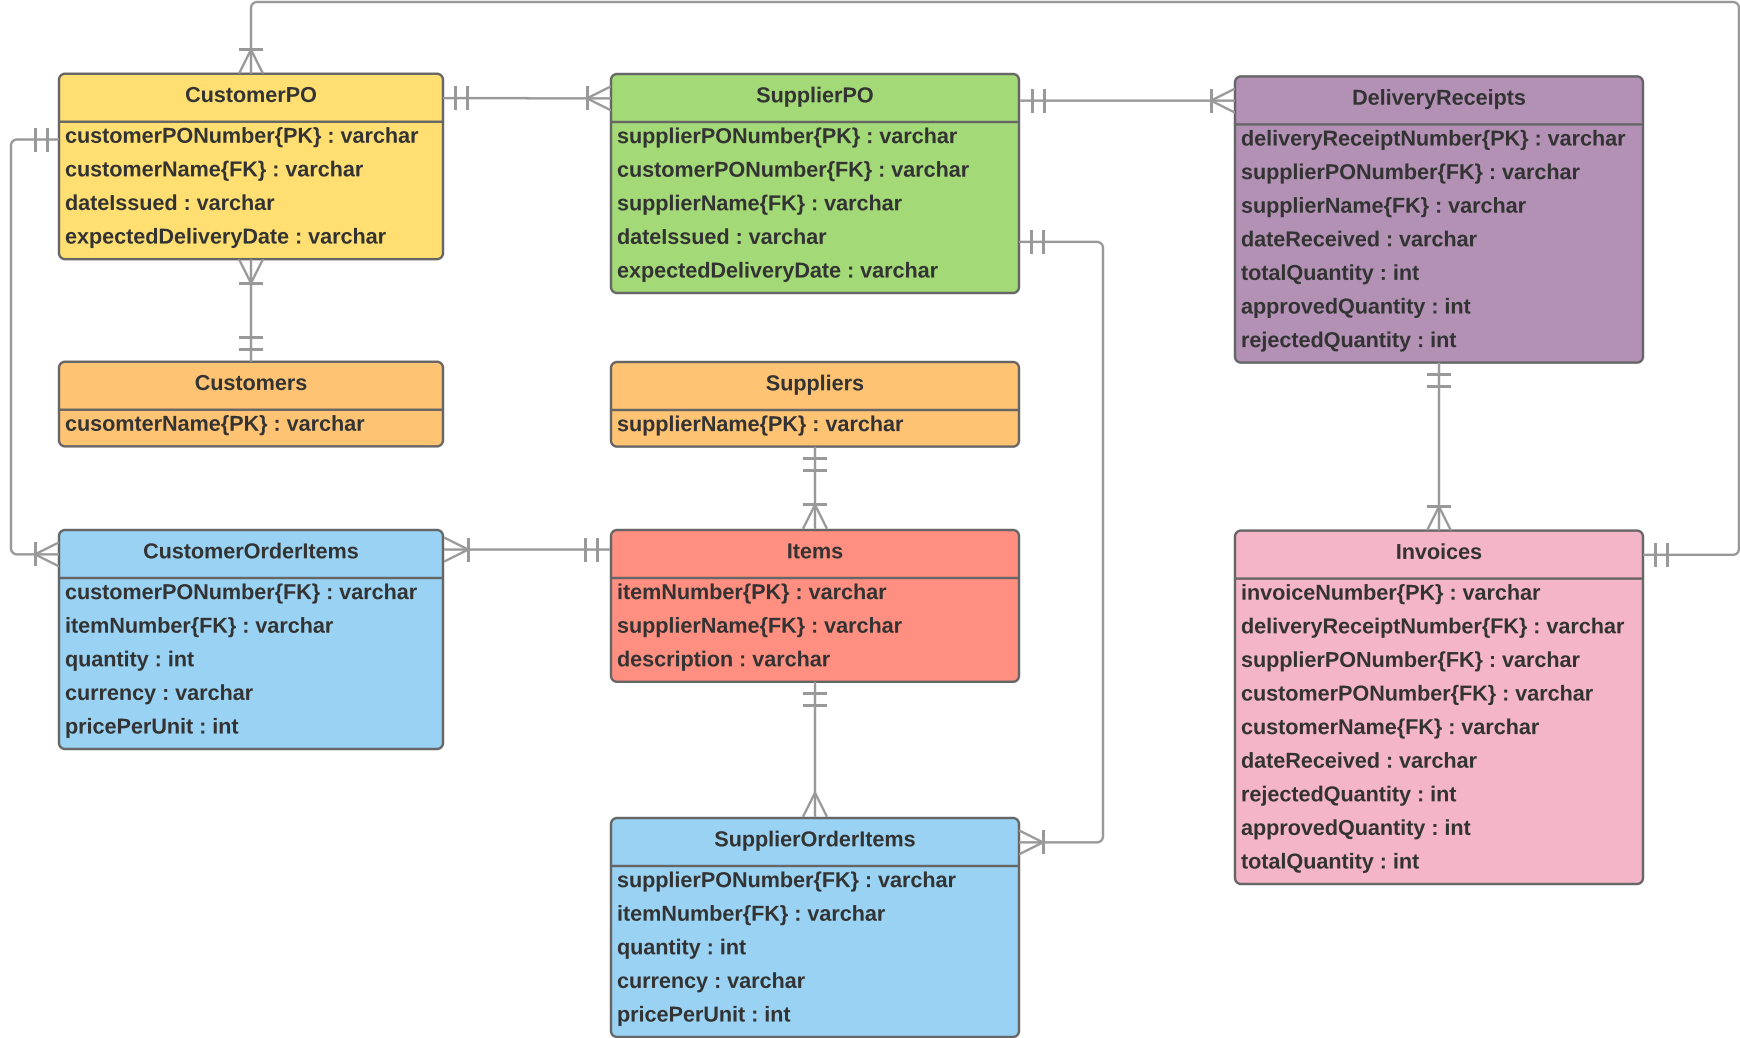 CustomerPO
customerPONumber{PK} : varchar
customerName{FK} : varchar
dateIssued : varchar
expectedDeliveryDate : varchar
SupplierPO
supplierPONumber{PK} : varchar
customerPONumber{FK} : varchar
supplierName{FK} : varchar
dateIssued : varchar
expectedDeliveryDate : varchar
DeliveryReceipts
deliveryReceiptNumber{PK} : varchar
supplierPONumber{FK} : varchar
supplierName{FK} : varchar
dateReceived : varchar
totalQuantity : int
approvedQuantity : int
rejectedQuantity : int
Customers
cusomterName{PK} : varchar
Suppliers
supplierName{PK} : varchar
CustomerOrderItems
customerPONumber{FK} : varchar
itemNumber{FK} : varchar
quantity : int
currency : varchar
pricePerUnit : int
Items
itemNumber{PK} : varchar
supplierName{FK} : varchar
description : varchar
Invoices
invoiceNumber{PK} : varchar
deliveryReceiptNumber{FK} : varchar
supplierPONumber{FK} : varchar
customerPONumber{FK} : varchar
customerName{FK} : varchar
dateReceived : varchar
rejectedQuantity : int
approvedQuantity : int
totalQuantity : int
SupplierOrderItems
supplierPONumber{FK} : varchar
itemNumber{FK} : varchar
quantity : int
currency : varchar
pricePerUnit : int